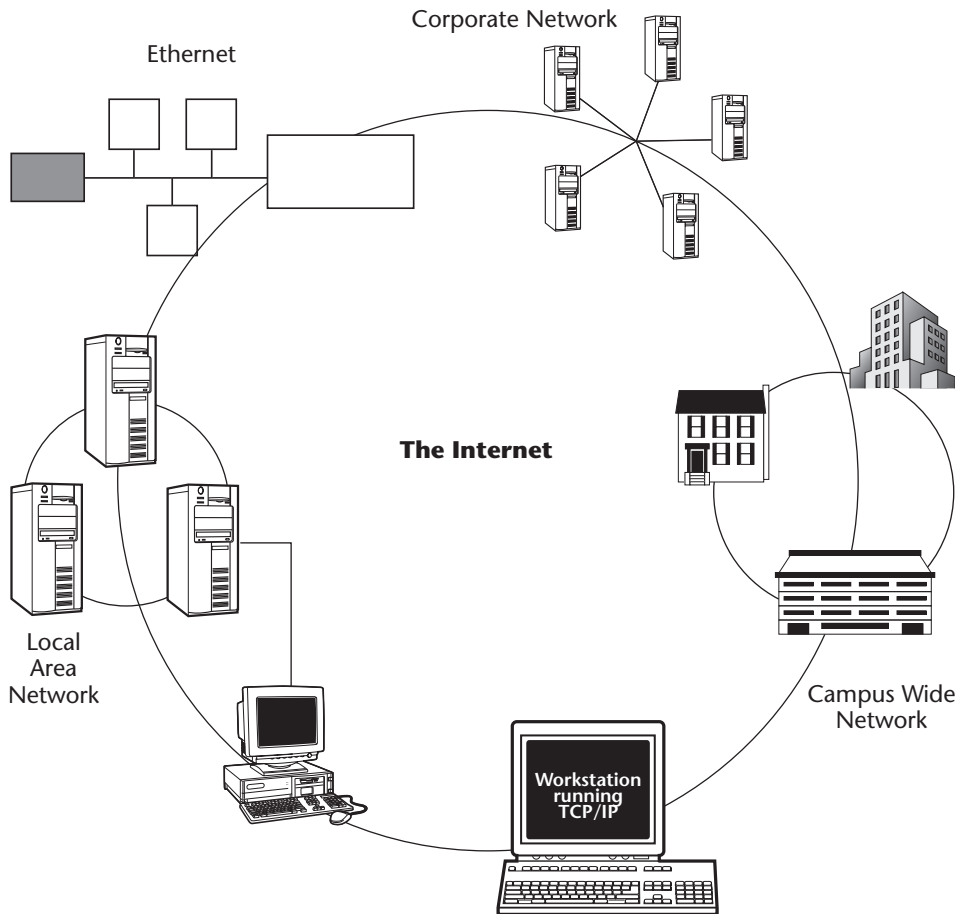 Corporate Network
Ethernet
The Internet
Local
Area
Network
Campus Wide
Network
Workstation
running
TCP/IP